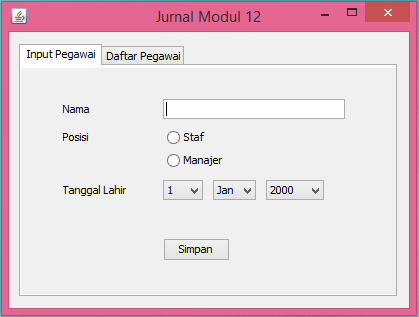 Jurnal Modul 12
Input Pegawai Daftar Pegawai
Nama
Posisi Staf
Manajer
Tanggal Lahir 1 Jan 2000
Simpan